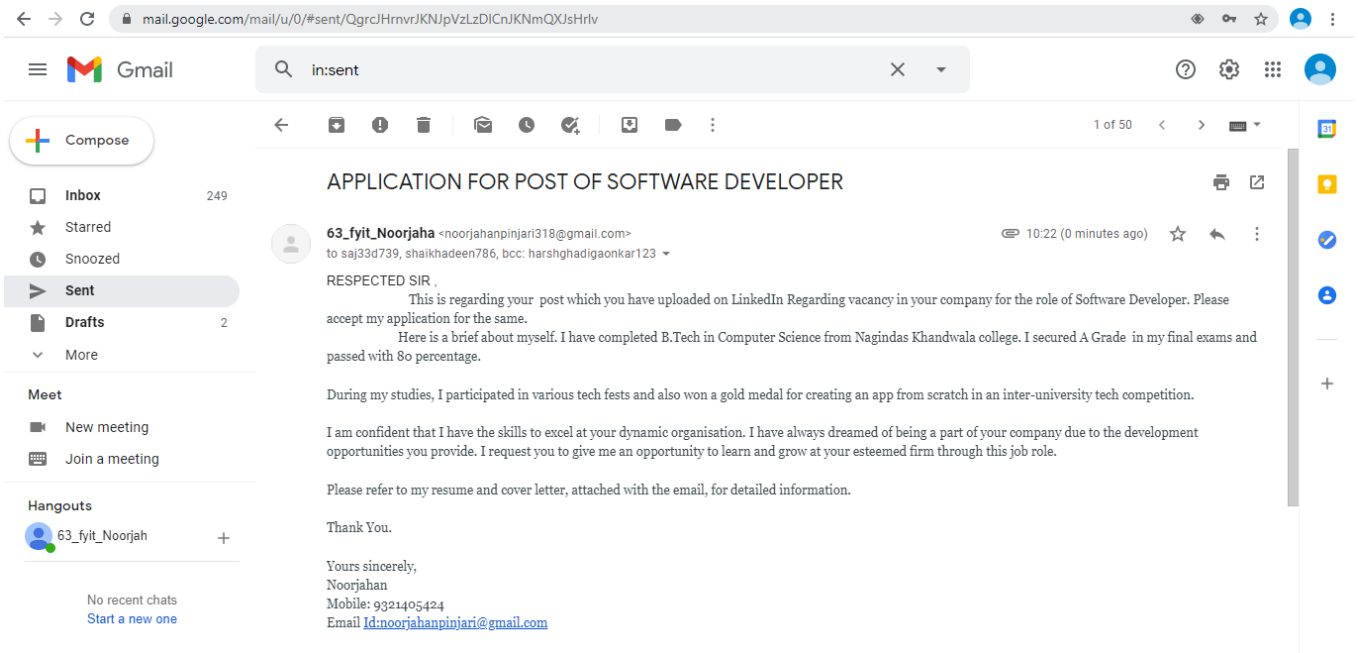 mail.google.com/mail/u/0/#sent/QgrcJHrnvrJKNJpVzLzDlCnJKNmQXJsHrlv
Gmail
in:sent
Compose
1 of 50
31
Inbox 249
Starred
Snoozed
Sent
Drafts 2
More
Meet
New meeting
Join a meeting
Hangouts
63_fyit_Noorjah
No recent chats
Start a new one
APPLICATION FOR POST OF SOFTWARE DEVELOPER
63_fyit_Noorjaha <noorjahanpinjari318@gmail.com> 10:22 (0 minutes ago)
to saj33d739, shaikhadeen786, bcc: harshghadigaonkar123
RESPECTED SIR ,
This is regarding your post which you have uploaded on LinkedIn Regarding vacancy in your company for the role of Software Developer. Please
accept my application for the same.
Here is a brief about myself. I have completed B.Tech in Computer Science from Nagindas Khandwala college. I secured A Grade in my final exams and
passed with 80 percentage.
During my studies, I participated in various tech fests and also won a gold medal for creating an app from scratch in an inter-university tech competition.
I am confident that I have the skills to excel at your dynamic organisation. I have always dreamed of being a part of your company due to the development
opportunities you provide. I request you to give me an opportunity to learn and grow at your esteemed firm through this job role.
Please refer to my resume and cover letter, attached with the email, for detailed information.
Thank You.
Yours sincerely,
Noorjahan
Mobile: 9321405424
Email Id:noorjahanpinjari@gmail.com